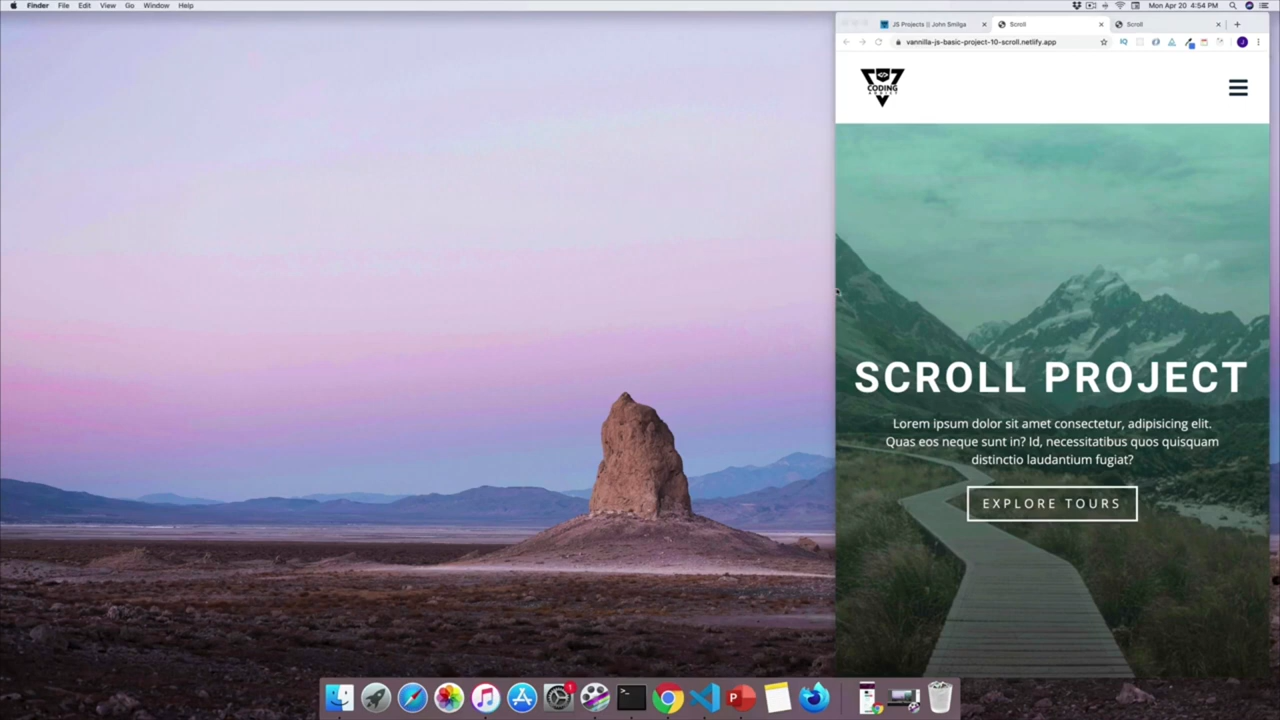 Finder File Edit View Go Window Help
Mon Apr 20 4:54 PM
JS Projects || John Smilga
Scroll
Scroll
vannilla-js-basic-project-10-scroll.netlify.app
CODING
ADDICT
SCROLL PROJECT
Lorem ipsum dolor sit amet consectetur, adipisicing elit.
Quas eos neque sunt in? Id, necessitatibus quos quisquam
distinctio laudantium fugiat?
EXPLORE TOURS